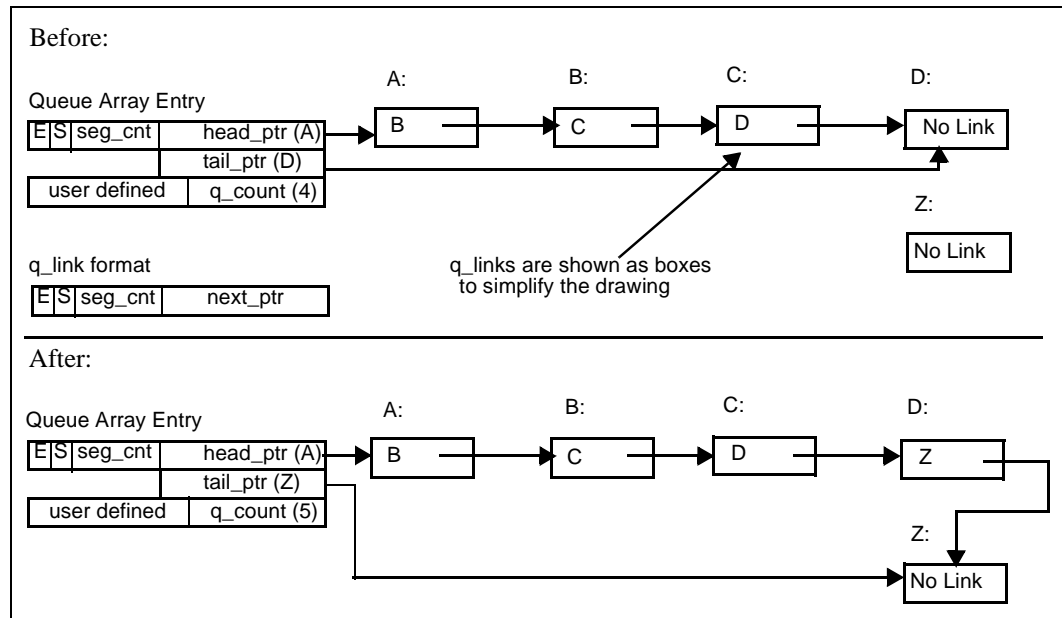 Before:
A: B: C: D:
Queue Array Entry
E S seg_cnt head_ptr (A) B C D No Link
tail_ptr (D)
user defined q_count (4)
Z:
No Link
q_link format
E S seg_cnt next_ptr
q_links are shown as boxes
to simplify the drawing
After:
A: B: C: D:
Queue Array Entry
E S seg_cnt head_ptr (A) B C D Z
tail_ptr (Z)
user defined q_count (5)
Z:
No Link